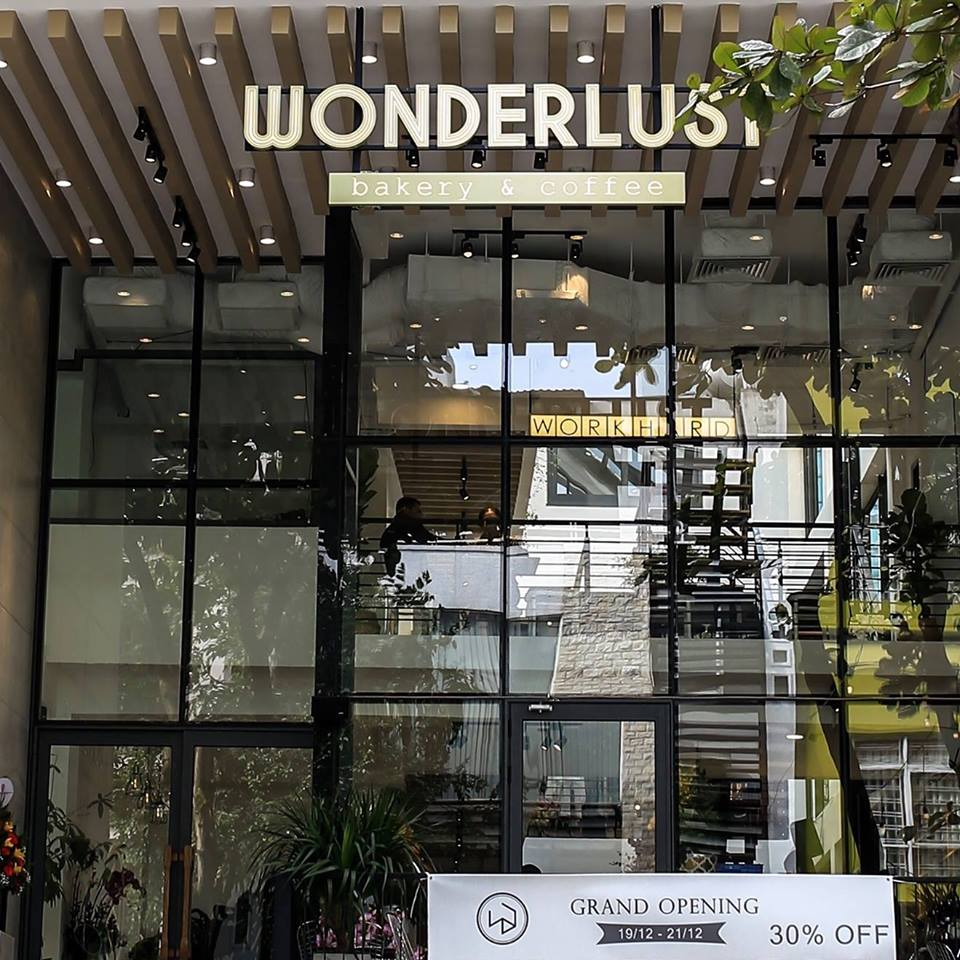 WONDERLUST
bakery & coffee
WORKHARD
GRAND OPENING
19/12 - 21/12
30% OFF